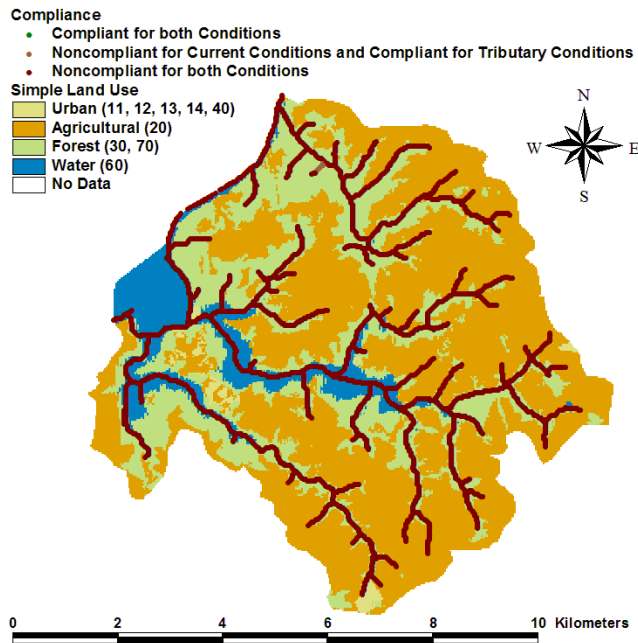 Compliance
Compliant for both Conditions
Noncompliant for Current Conditions and Compliant for Tributary Conditions
Noncompliant for both Conditions
Simple Land Use
Urban (11, 12, 13, 14, 40)
Agricultural (20)
Forest (30, 70)
Water (60)
No Data
N
W E
S
0 2 4 6 8 10 Kilometers